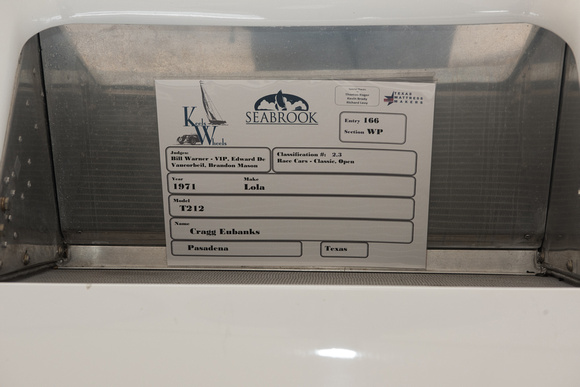 Keels
Wheels
SEABROOK
TEXAS
MATTRESS
MAKERS
Entry 166
Section WP
Judges:
Bill Warner - VIP, Edward De
Vancorbeil, Brandon Mason
Classification #: 2.3
Race Cars - Classic, Open
Year
1971
Make
Lola
Model
T212
Name
Cragg Eubanks
Pasadena
Texas